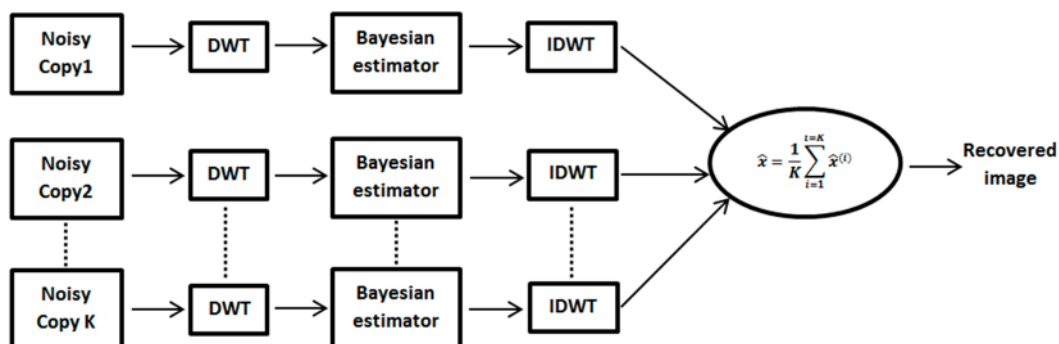 Noisy
Copy1
DWT
Bayesian
estimator
IDWT
Noisy
Copy2
DWT
Bayesian
estimator
IDWT
x̂ = 1/K ∑_{i=1}^{i=K} x̂^{(i)}
Recovered
image
Noisy
Copy K
DWT
Bayesian
estimator
IDWT